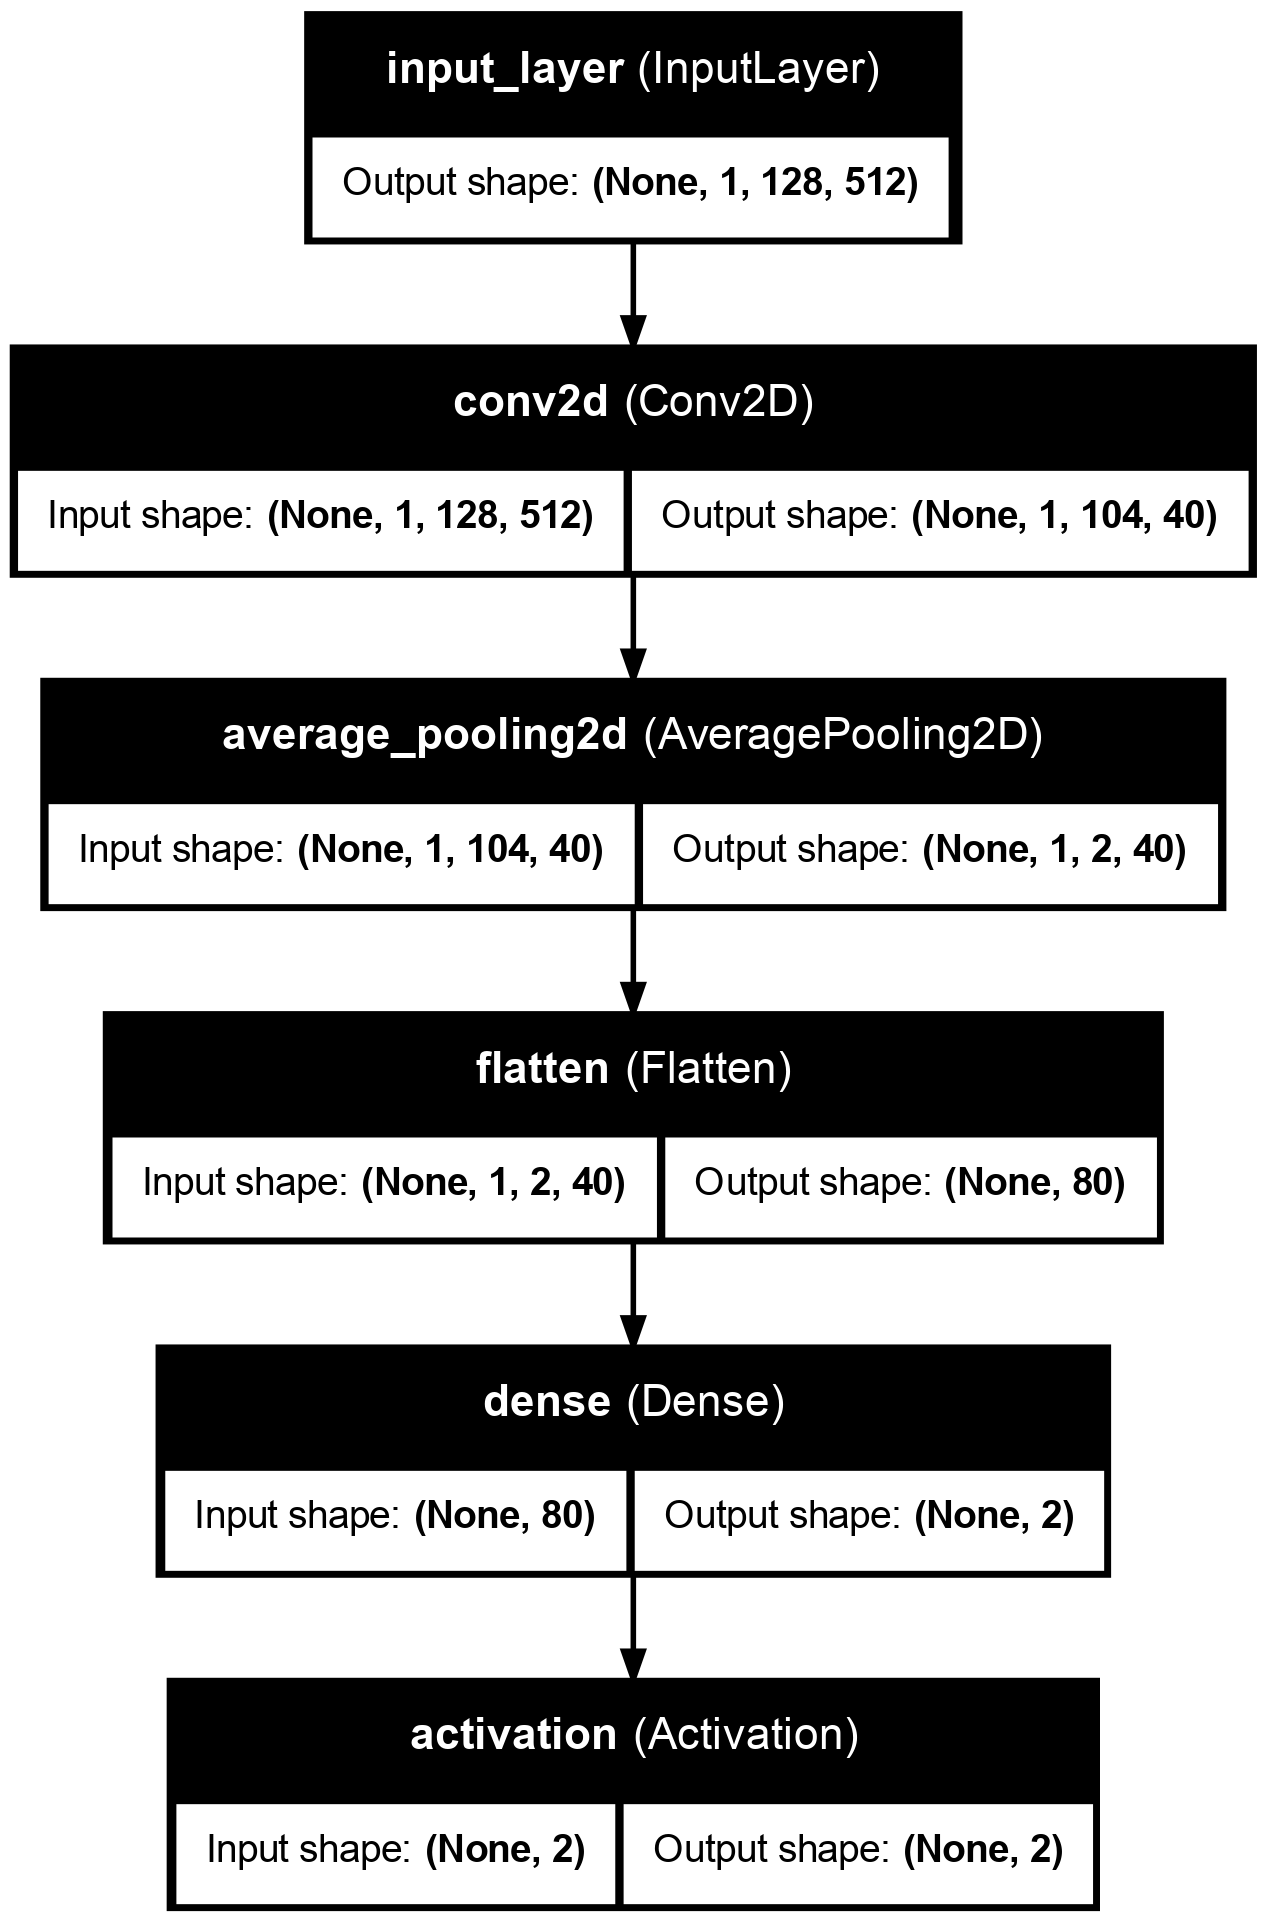 input_layer (InputLayer)
Output shape: (None, 1, 128, 512)
conv2d (Conv2D)
Input shape: (None, 1, 128, 512) Output shape: (None, 1, 104, 40)
average_pooling2d (AveragePooling2D)
Input shape: (None, 1, 104, 40) Output shape: (None, 1, 2, 40)
flatten (Flatten)
Input shape: (None, 1, 2, 40) Output shape: (None, 80)
dense (Dense)
Input shape: (None, 80) Output shape: (None, 2)
activation (Activation)
Input shape: (None, 2) Output shape: (None, 2)